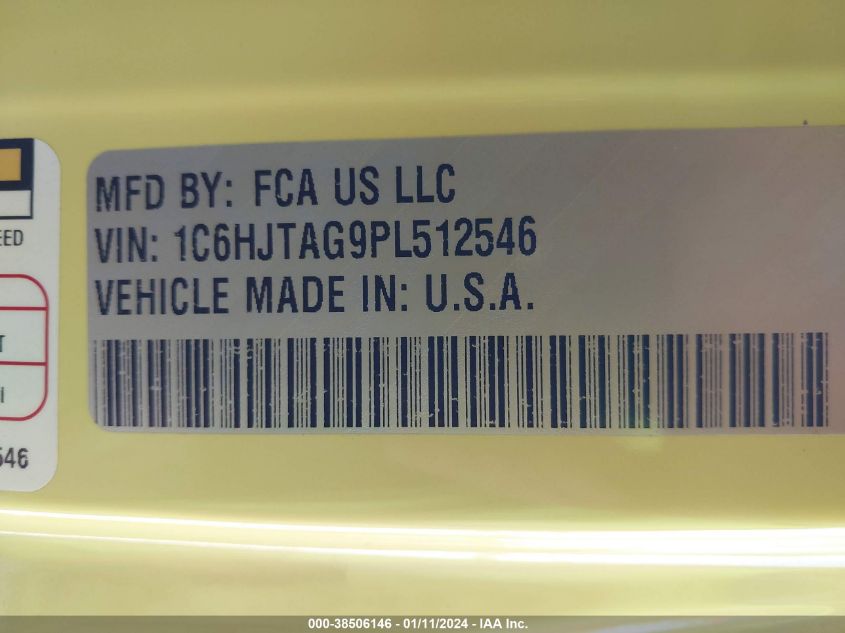 MFD BY: FCA US LLC
VIN: 1C6HJTAG9PL512546
VEHICLE MADE IN: U.S.A.
EED
T
i
546
000-38506146 - 01/11/2024 - IAA Inc.